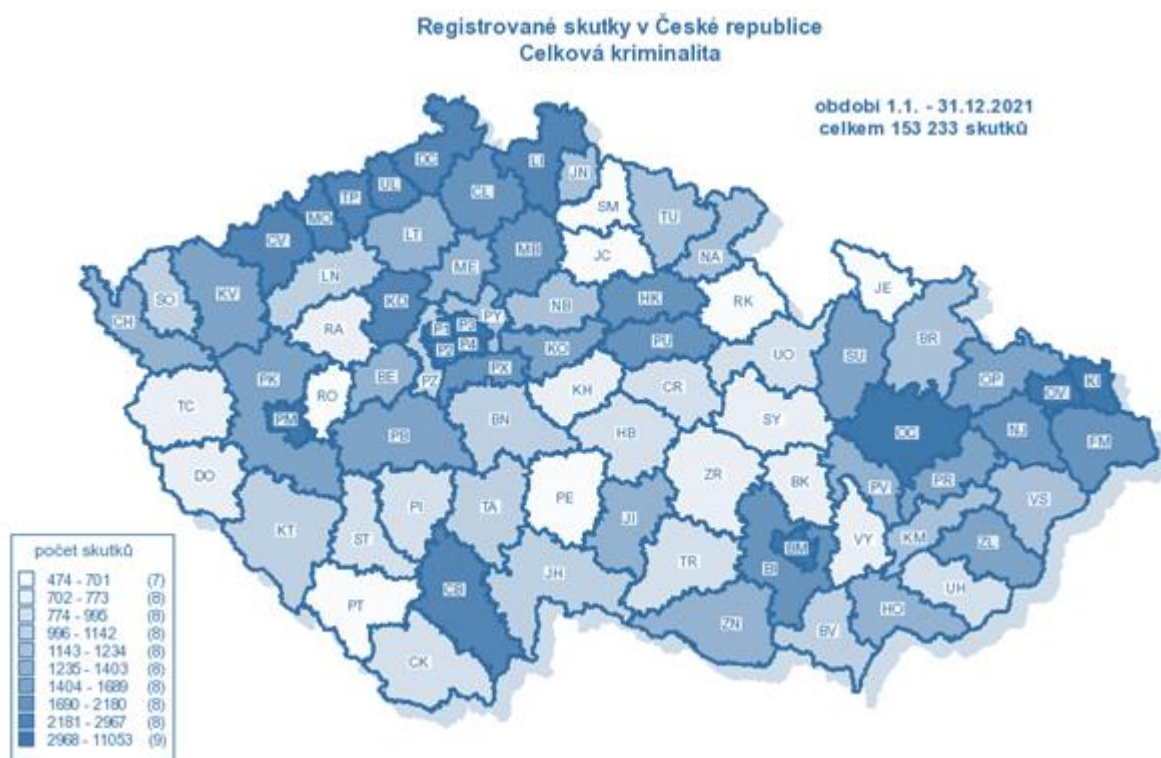 Registrované skutky v České republice
Celková kriminalita
období 1.1. - 31.12.2021
celkem 153 233 skutků
DC
LI
UL
JN
TP
CL
SM
MO
TU
CV
LT
MB
JC
NA
ME
LN
SO
KV
KD
NB
HK
RK
JE
CH
RA
P1
P3
PY
P2
P4
KO
PU
UO
SU
BR
PX
OP
KI
OV
PK
RO
BE
PZ
KH
CR
TC
PM
PB
BN
HB
SY
OC
NJ
FM
DO
PI
TA
PE
ZR
BK
PV
PR
VS
KT
ST
JI
BM
VY
KM
ZL
BI
JH
TR
UH
PT
CB
HO
ZN
BV
CK
počet skutků
474 - 701 (7)
702 - 773 (8)
774 - 995 (8)
996 - 1142 (8)
1143 - 1234 (8)
1235 - 1403 (8)
1404 - 1689 (8)
1690 - 2180 (8)
2181 - 2967 (8)
2968 - 11053 (9)